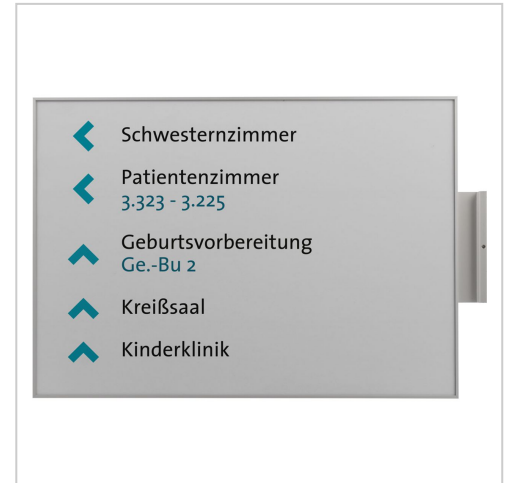 Schwesternzimmer
Patientenzimmer
3.323 - 3.225
Geburtsvorbereitung
Ge.-Bu 2
Kreißsaal
Kinderklinik